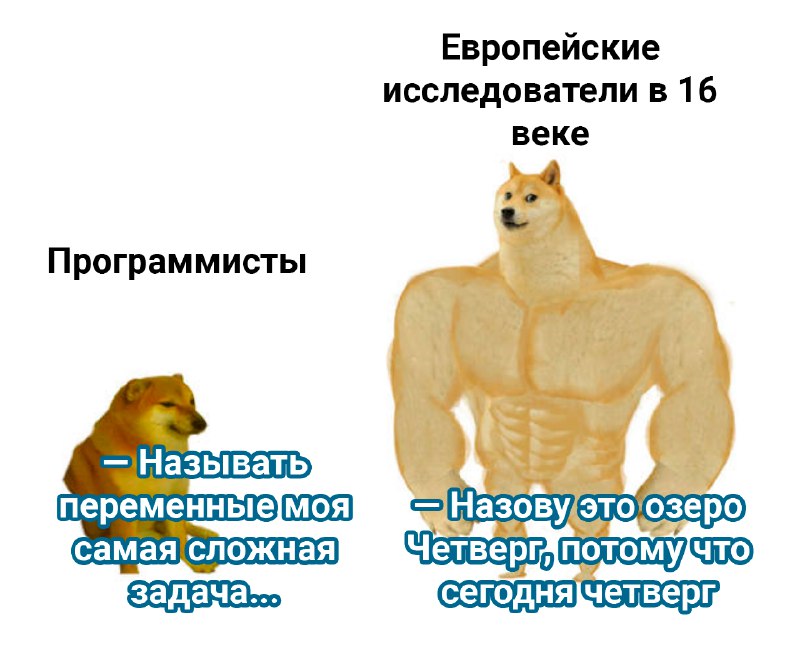 Европейские
исследователи в 16
веке
Программисты
— Называть
переменные моя
самая сложная
задача...
— Назову это озеро
Четверг, потому что
сегодня четверг